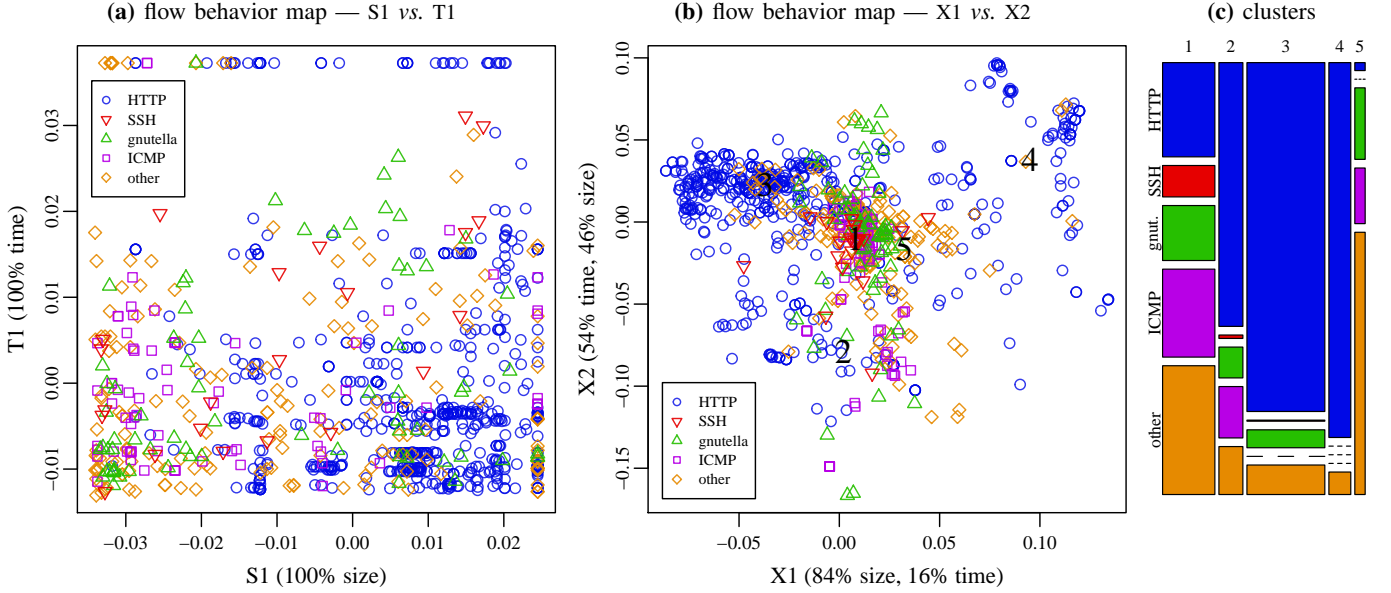 (a) flow behavior map — S1 vs. T1
T1 (100% time)
0.03
0.02
0.01
0.00
−0.01
HTTP
SSH
gnutella
ICMP
other
−0.03
−0.02
−0.01
0.00
0.01
0.02
S1 (100% size)
(b) flow behavior map — X1 vs. X2
X2 (54% time, 46% size)
0.10
0.05
0.00
−0.05
−0.10
−0.15
3
4
1
5
2
HTTP
SSH
gnutella
ICMP
other
−0.05
0.00
0.05
0.10
X1 (84% size, 16% time)
(c) clusters
1 2 3 4 5
HTTP
SSH
gnut.
ICMP
other